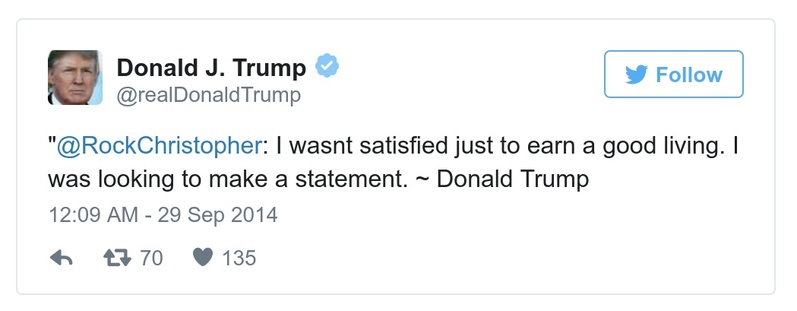 Donald J. Trump
@realDonaldTrump
Follow
"@RockChristopher: I wasnt satisfied just to earn a good living. I
was looking to make a statement. ~ Donald Trump
12:09 AM - 29 Sep 2014
70 135